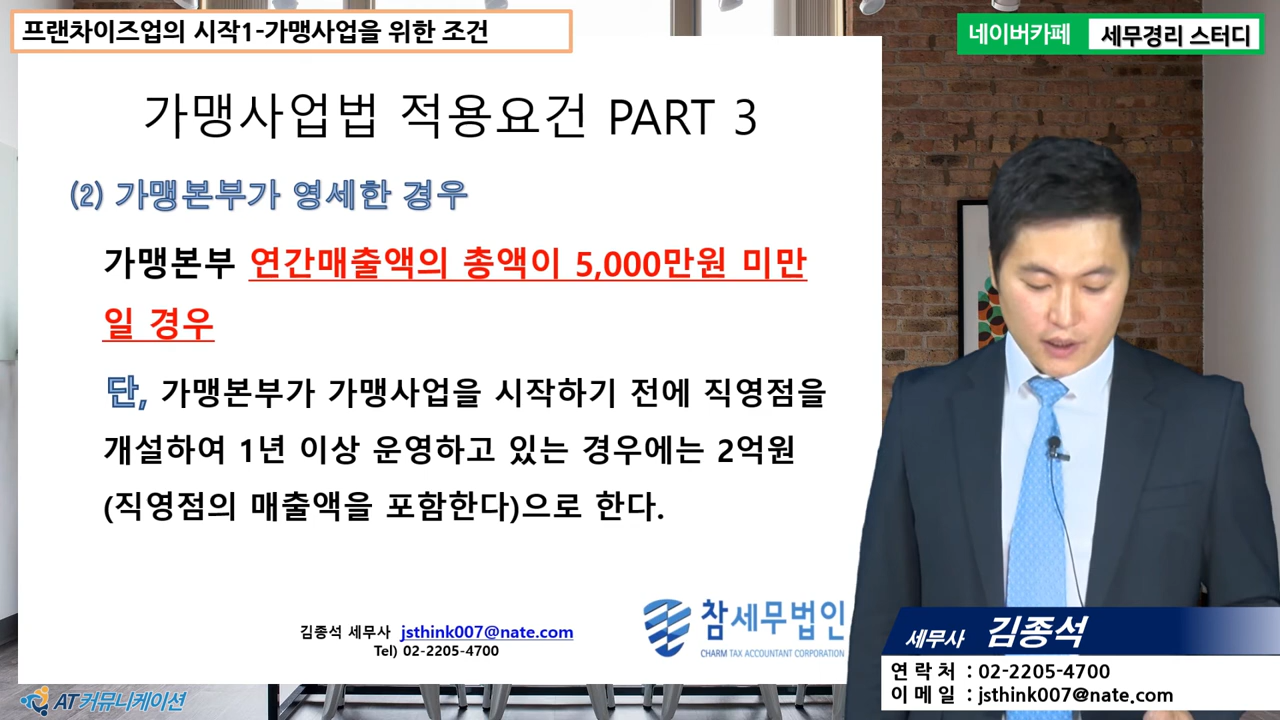 프랜차이즈업의 시작1-가맹사업을 위한 조건
네이버카페 세무경리 스터디
가맹사업법 적용요건 PART 3
(2) 가맹본부가 영세한 경우
가맹본부 연간매출액의 총액이 5,000만원 미만
일 경우
단, 가맹본부가 가맹사업을 시작하기 전에 직영점을
개설하여 1년 이상 운영하고 있는 경우에는 2억원
(직영점의 매출액을 포함한다)으로 한다.
김종석 세무사 jsthink007@nate.com
Tel) 02-2205-4700
참세무법인
CHARM TAX ACCOUNTANT CORPORATION
세무사 김종석
연 락 처 : 02-2205-4700
이 메 일 : jsthink007@nate.com
AT커뮤니케이션